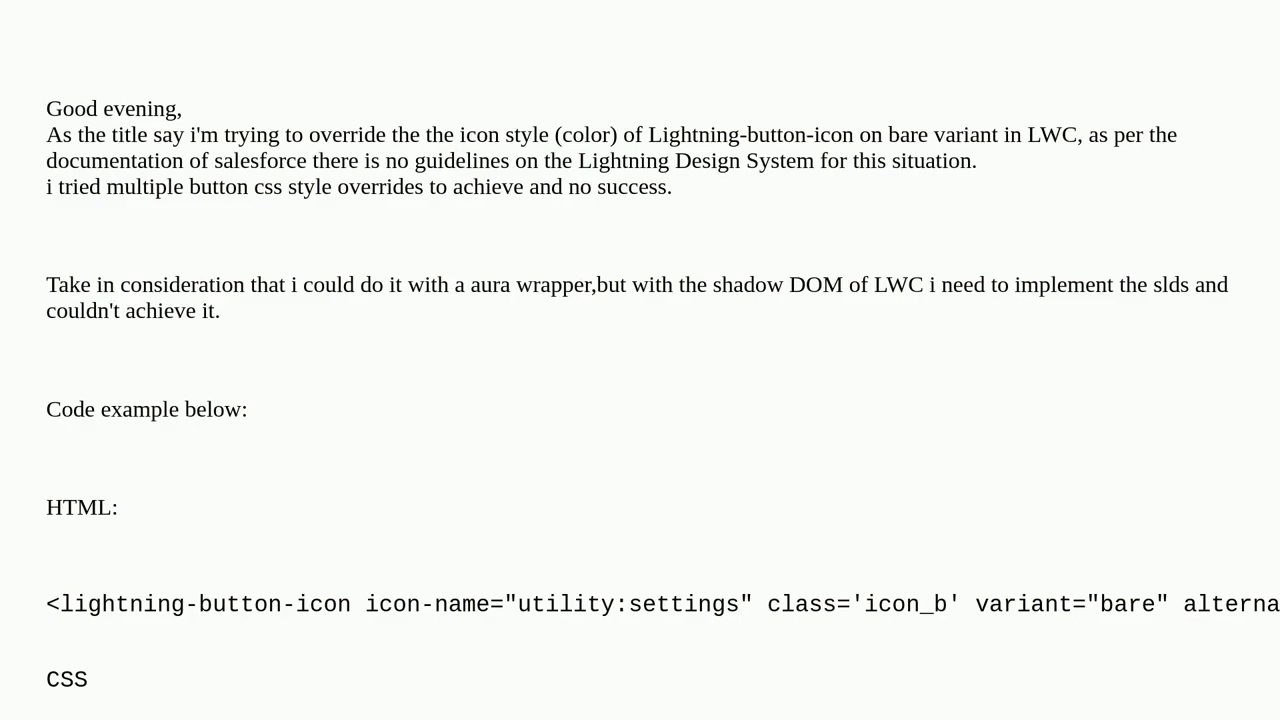 Good evening,
As the title say i'm trying to override the the icon style (color) of Lightning-button-icon on bare variant in LWC, as per the
documentation of salesforce there is no guidelines on the Lightning Design System for this situation.
i tried multiple button css style overrides to achieve and no success.
Take in consideration that i could do it with a aura wrapper,but with the shadow DOM of LWC i need to implement the slds and
couldn't achieve it.
Code example below:
HTML:
<lightning-button-icon icon-name="utility:settings" class='icon_b' variant="bare" alterna
CSS